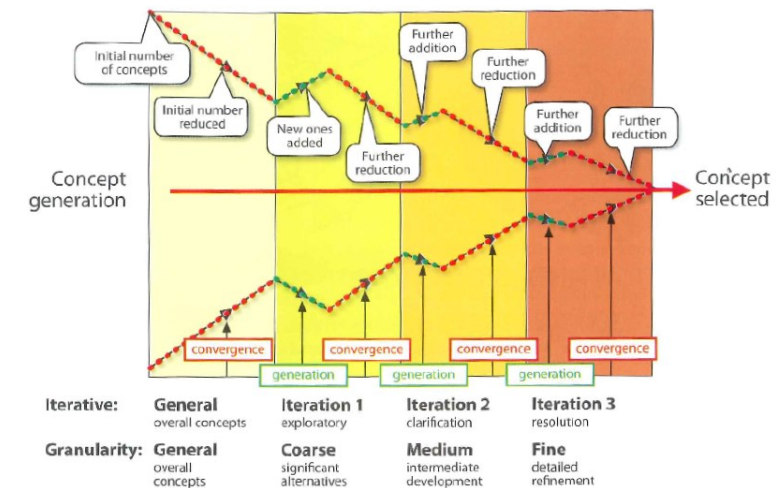 Initial number
of concepts
Initial number
reduced
New ones
added
Further
reduction
Further
addition
Further
reduction
Further
addition
Further
reduction
Concept
generation
Concept
selected
convergence
convergence
convergence
convergence
generation
generation
generation
Iterative: General Iteration 1 Iteration 2 Iteration 3
overall concepts exploratory clarification resolution
Granularity: General Coarse Medium Fine
overall significant intermediate detailed
concepts alternatives development refinement